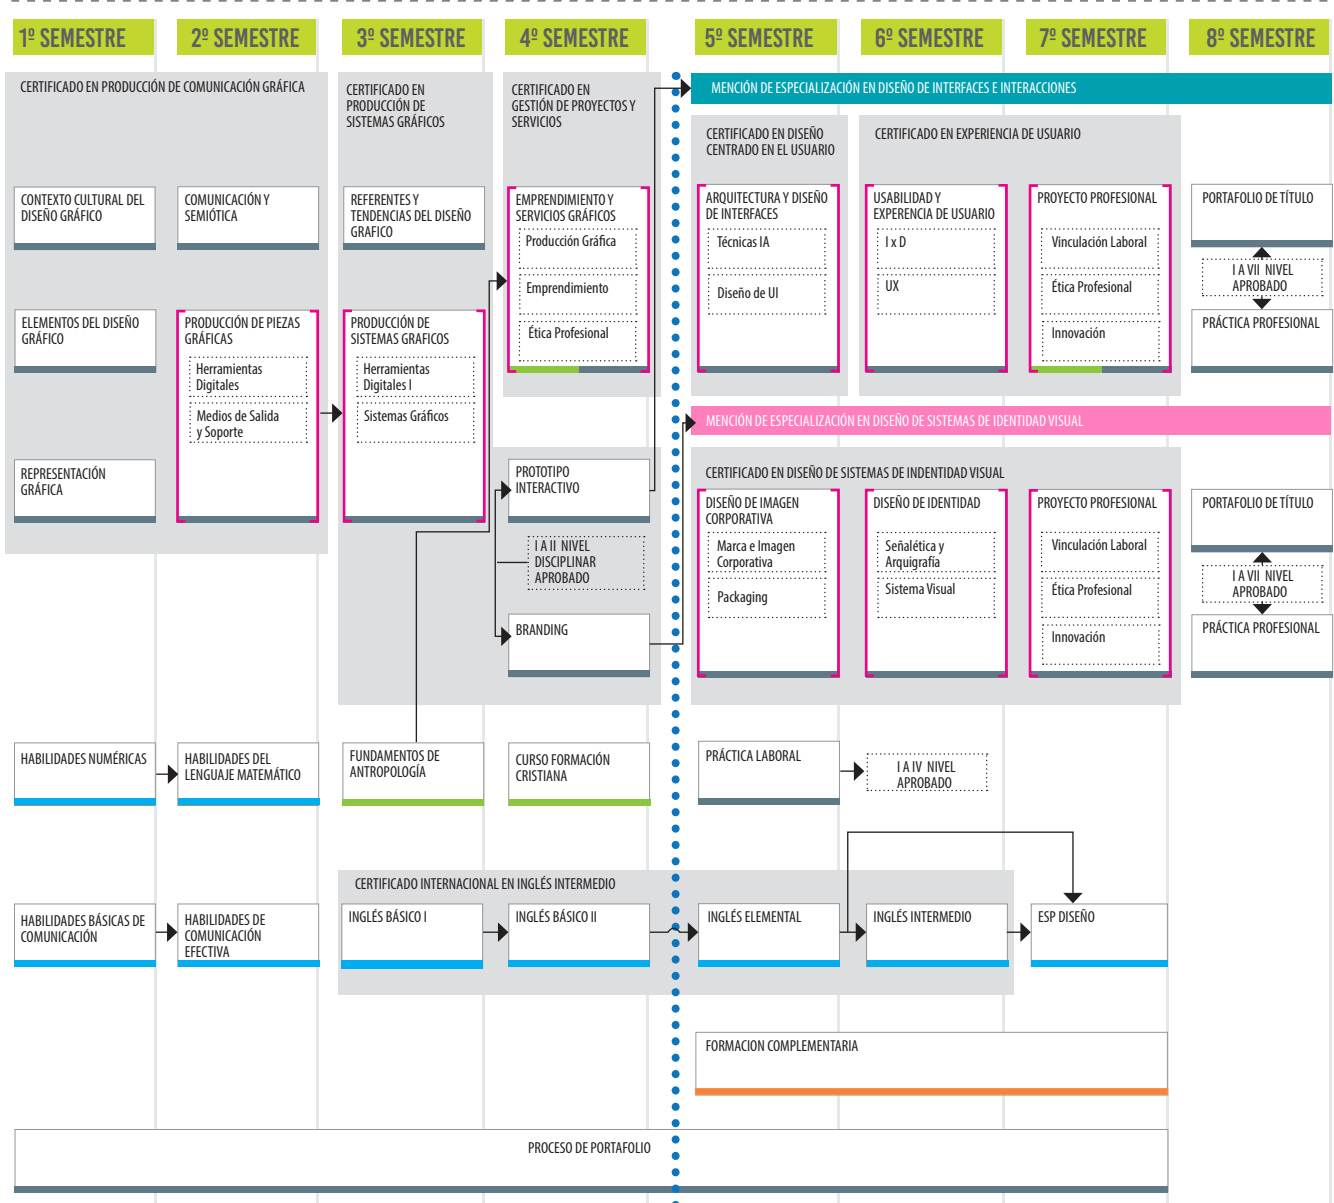 1º SEMESTRE
2º SEMESTRE
3º SEMESTRE
4º SEMESTRE
5º SEMESTRE
6º SEMESTRE
7º SEMESTRE
8º SEMESTRE
CERTIFICADO EN PRODUCCIÓN DE COMUNICACIÓN GRÁFICA
CERTIFICADO EN
PRODUCCIÓN DE
SISTEMAS GRÁFICOS
CERTIFICADO EN
GESTIÓN DE PROYECTOS Y
SERVICIOS
MENCIÓN DE ESPECIALIZACIÓN EN DISEÑO DE INTERFACES E INTERACCIONES
CERTIFICADO EN DISEÑO
CENTRADO EN EL USUARIO
CERTIFICADO EN EXPERIENCIA DE USUARIO
CONTEXTO CULTURAL DEL
DISEÑO GRÁFICO
COMUNICACIÓN Y
SEMIÓTICA
REFERENTES Y
TENDENCIAS DEL DISEÑO
GRAFICO
EMPRENDIMIENTO Y
SERVICIOS GRÁFICOS
Producción Gráfica
Emprendimiento
Ética Profesional
ARQUITECTURA Y DISEÑO
DE INTERFACES
Técnicas IA
Diseño de UI
USABILIDAD Y
EXPERENCIA DE USUARIO
I x D
UX
PROYECTO PROFESIONAL
Vinculación Laboral
Ética Profesional
Innovación
PORTAFOLIO DE TÍTULO
I A VII NIVEL
APROBADO
PRÁCTICA PROFESIONAL
ELEMENTOS DEL DISEÑO
GRÁFICO
PRODUCCIÓN DE PIEZAS
GRÁFICAS
Herramientas
Digitales
Medios de Salida
y Soporte
PRODUCCIÓN DE
SISTEMAS GRAFICOS
Herramientas
Digitales I
Sistemas Gráficos
MENCIÓN DE ESPECIALIZACIÓN EN DISEÑO DE SISTEMAS DE IDENTIDAD VISUAL
REPRESENTACIÓN
GRÁFICA
PROTOTIPO
INTERACTIVO
I A II NIVEL
DISCIPLINAR
APROBADO
BRANDING
CERTIFICADO EN DISEÑO DE SISTEMAS DE INDENTIDAD VISUAL
DISEÑO DE IMAGEN
CORPORATIVA
Marca e Imagen
Corporativa
Packaging
DISEÑO DE IDENTIDAD
Señalética y
Arquigrafía
Sistema Visual
PROYECTO PROFESIONAL
Vinculación Laboral
Ética Profesional
Innovación
PORTAFOLIO DE TÍTULO
I A VII NIVEL
APROBADO
PRÁCTICA PROFESIONAL
HABILIDADES NUMÉRICAS
HABILIDADES DEL
LENGUAJE MATEMÁTICO
FUNDAMENTOS DE
ANTROPOLOGÍA
CURSO FORMACIÓN
CRISTIANA
PRÁCTICA LABORAL
I A IV NIVEL
APROBADO
CERTIFICADO INTERNACIONAL EN INGLÉS INTERMEDIO
HABILIDADES BÁSICAS DE
COMUNICACIÓN
HABILIDADES DE
COMUNICACIÓN
EFECTIVA
INGLÉS BÁSICO I
INGLÉS BÁSICO II
INGLÉS ELEMENTAL
INGLÉS INTERMEDIO
ESP DISEÑO
FORMACION COMPLEMENTARIA
PROCESO DE PORTAFOLIO